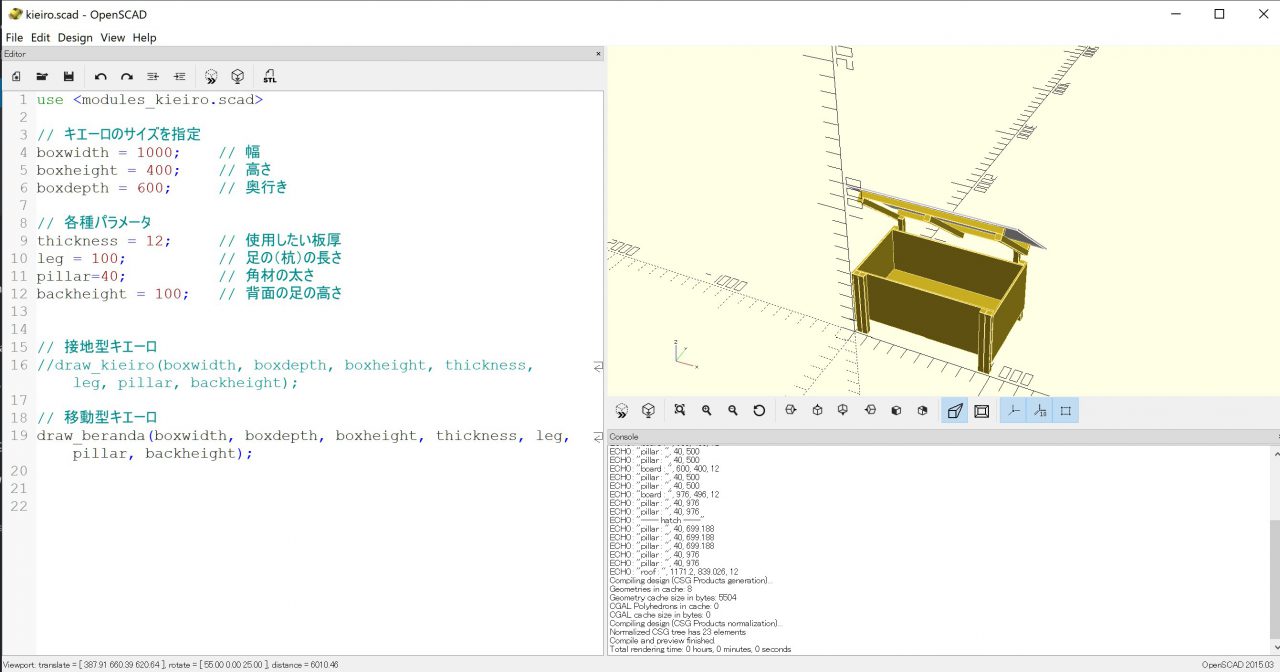 kieiro.scad - OpenSCAD
File Edit Design View Help
Editor
STL
1 use <modules_kieiro.scad>
2
3 // キエーロのサイズを指定
4 boxwidth = 1000; // 幅
5 boxheight = 400; // 高さ
6 boxdepth = 600; // 奥行き
7
8 // 各種パラメータ
9 thickness = 12; // 使用したい板厚
10 leg = 100; // 足の(杭)の長さ
11 pillar=40; // 角材の太さ
12 backheight = 100; // 背面の足の高さ
13
14
15 // 接地型キエーロ
16 //draw_kieiro(boxwidth, boxdepth, boxheight, thickness,
leg, pillar, backheight);
17
18 // 移動型キエーロ
19 draw_beranda(boxwidth, boxdepth, boxheight, thickness, leg,
pillar, backheight);
20
21
22
Console
ECHO: "pillar : ", 40, 500
ECHO: "pillar : ", 40, 500
ECHO: "board : ", 600, 400, 12
ECHO: "pillar : ", 40, 500
ECHO: "pillar : ", 40, 500
ECHO: "board : ", 976, 496, 12
ECHO: "pillar : ", 40, 976
ECHO: "pillar : ", 40, 976
ECHO: "---- hatch ----"
ECHO: "pillar : ", 40, 699.188
ECHO: "pillar : ", 40, 699.188
ECHO: "pillar : ", 40, 699.188
ECHO: "pillar : ", 40, 976
ECHO: "pillar : ", 40, 976
ECHO: "roof : ", 1171.2, 839.026, 12
Compiling design (CSG Products generation)...
Geometries in cache: 8
Geometry cache size in bytes: 5504
CGAL Polyhedrons in cache: 0
CGAL cache size in bytes: 0
Compiling design (CSG Products normalization)...
Normalized CSG tree has 23 elements
Compile and preview finished.
Total rendering time: 0 hours, 0 minutes, 0 seconds
Viewport: translate = [ 387.91 660.39 620.64 ], rotate = [ 55.00 0.00 25.00 ], distance = 6010.46
OpenSCAD 2015.03